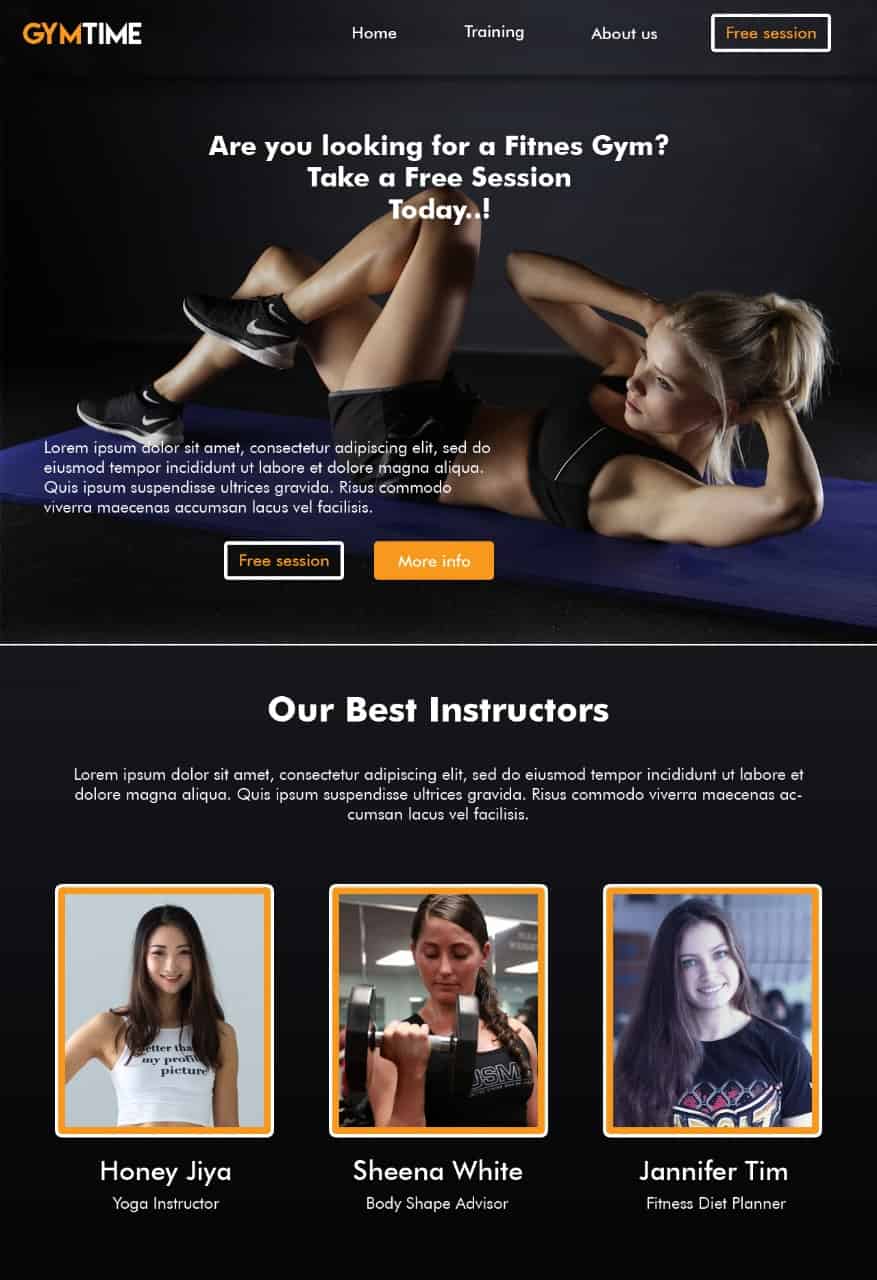 GYMTIME
Home
Training
About us
Free session
Are you looking for a Fitnes Gym?
Take a Free Session
Today..!
Lorem ipsum dolor sit amet, consectetur adipiscing elit, sed do
eiusmod tempor incididunt ut labore et dolore magna aliqua.
Quis ipsum suspendisse ultrices gravida. Risus commodo
viverra maecenas accumsan lacus vel facilisis.
Free session
More info
Our Best Instructors
Lorem ipsum dolor sit amet, consectetur adipiscing elit, sed do eiusmod tempor incididunt ut labore et
dolore magna aliqua. Quis ipsum suspendisse ultrices gravida. Risus commodo viverra maecenas ac-
cumsan lacus vel facilisis.
my
picture
Honey Jiya
Yoga Instructor
Sheena White
Body Shape Advisor
Jannifer Tim
Fitness Diet Planner